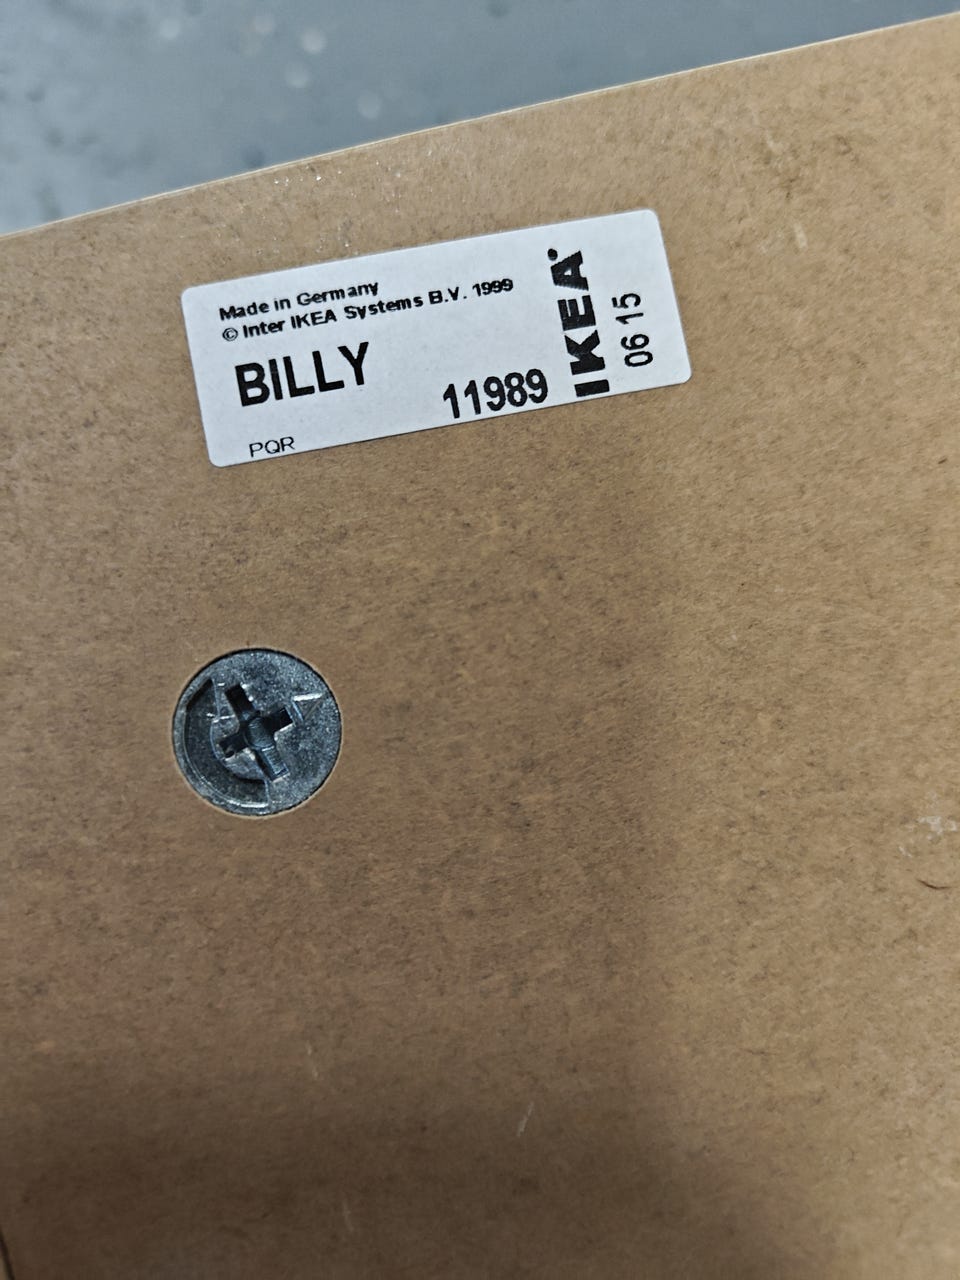 Made in Germany
© Inter IKEA Systems B.V. 1999
BILLY
11989
PQR
IKEA®
06 15